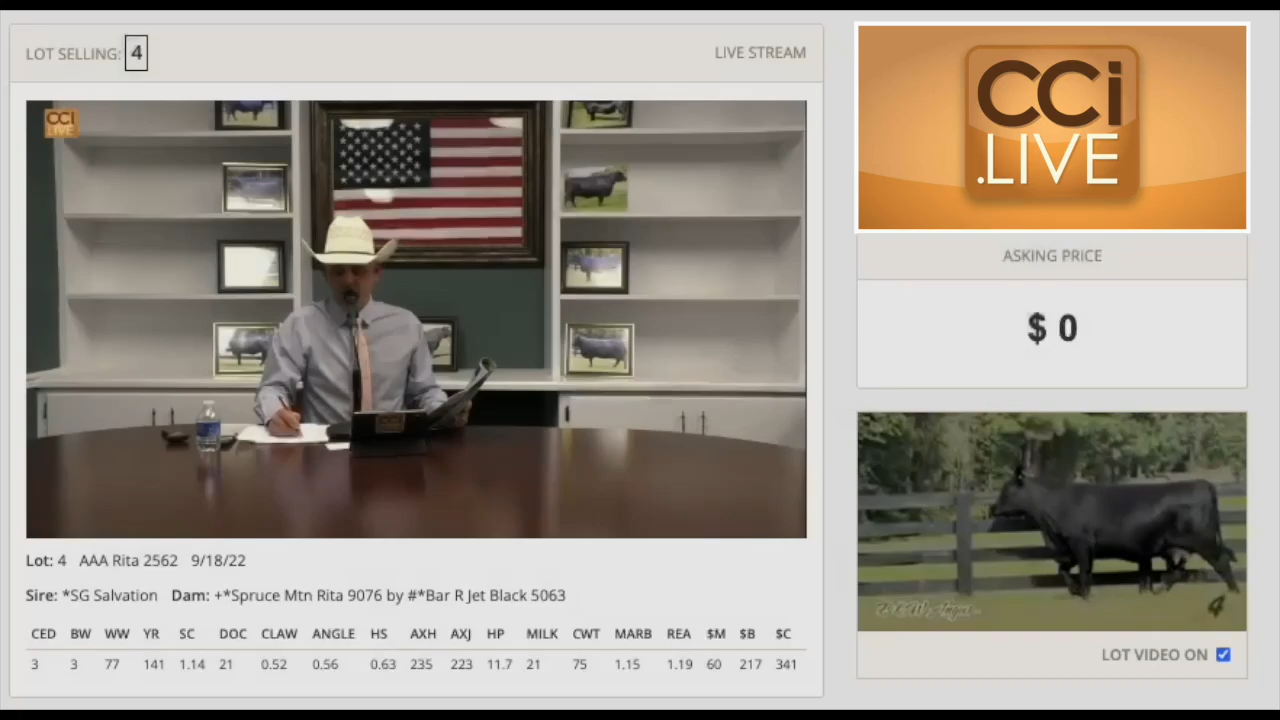 LOT SELLING: 4
LIVE STREAM
CCi
LIVE
CCi
.LIVE
ASKING PRICE
$ 0
CCi
4
LOT VIDEO ON
Lot: 4 AAA Rita 2562 9/18/22
Sire: *SG Salvation Dam: +*Spruce Mtn Rita 9076 by #*Bar R Jet Black 5063
CED BW WW YR SC DOC CLAW ANGLE HS AXH AXJ HP MILK CWT MARB REA $M $B $C
3 3 77 141 1.14 21 0.52 0.56 0.63 235 223 11.7 21 75 1.15 1.19 60 217 341